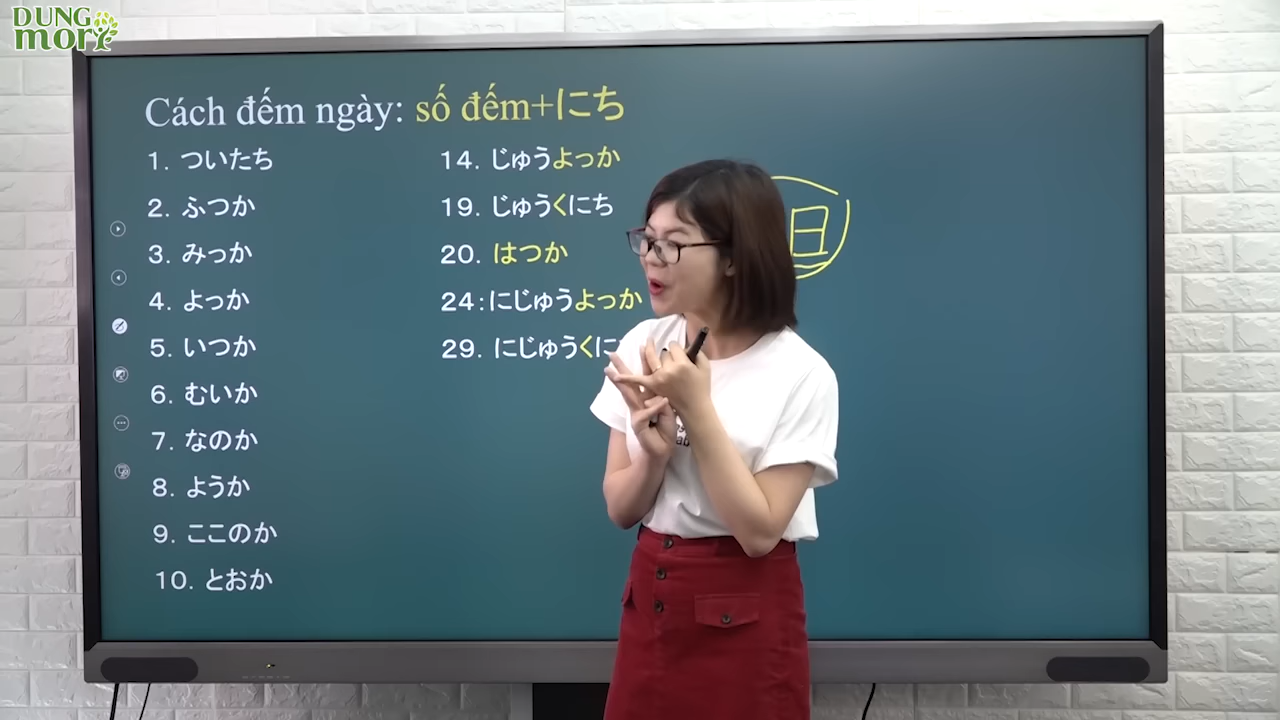 DUNG
mori
Cách đếm ngày: số đếm+にち
1. ついたち
2. ふつか
3. みっか
4. よっか
5. いつか
6. むいか
7. なのか
8. ようか
9. ここのか
10. とおか
14. じゅうよっか
19. じゅうくにち
20. はつか
24:にじゅうよっか
29. にじゅうくに
日